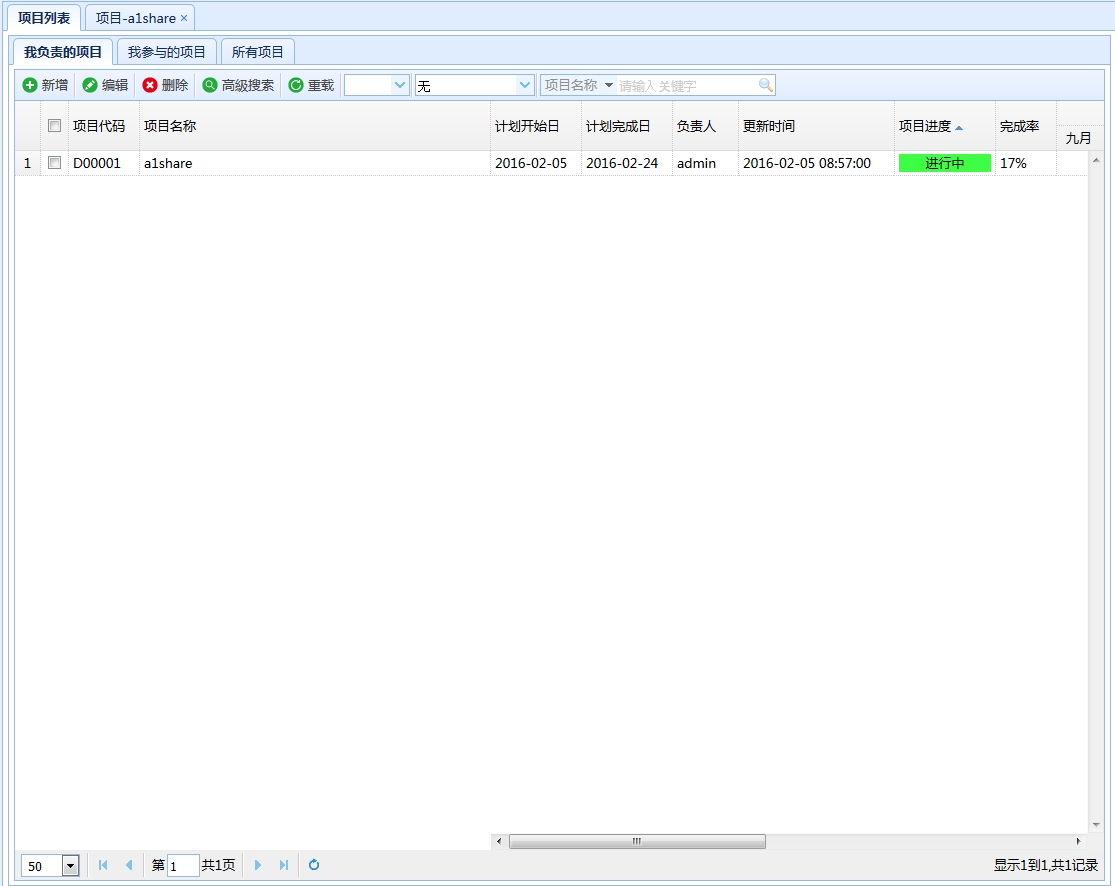 项目列表 项目-a1share ×
我负责的项目 我参与的项目 所有项目
新增 编辑 删除 高级搜索 重载 无 项目名称 请输入关键字
项目代码 项目名称 计划开始日 计划完成日 负责人 更新时间 项目进度 完成率
九月
1 D00001 a1share 2016-02-05 2016-02-24 admin 2016-02-05 08:57:00 进行中 17%
50 第 1 共1页 显示1到1,共1记录